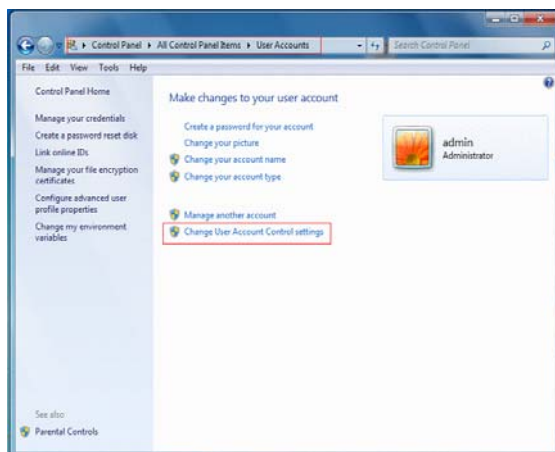 Control Panel ▸ All Control Panel Items ▸ User Accounts
Search Control Panel
File Edit View Tools Help
Control Panel Home
Manage your credentials
Create a password reset disk
Link online IDs
Manage your file encryption
certificates
Configure advanced user
profile properties
Change my environment
variables
See also
Parental Controls
Make changes to your user account
Create a password for your account
Change your picture
Change your account name
Change your account type
Manage another account
Change User Account Control settings
admin
Administrator